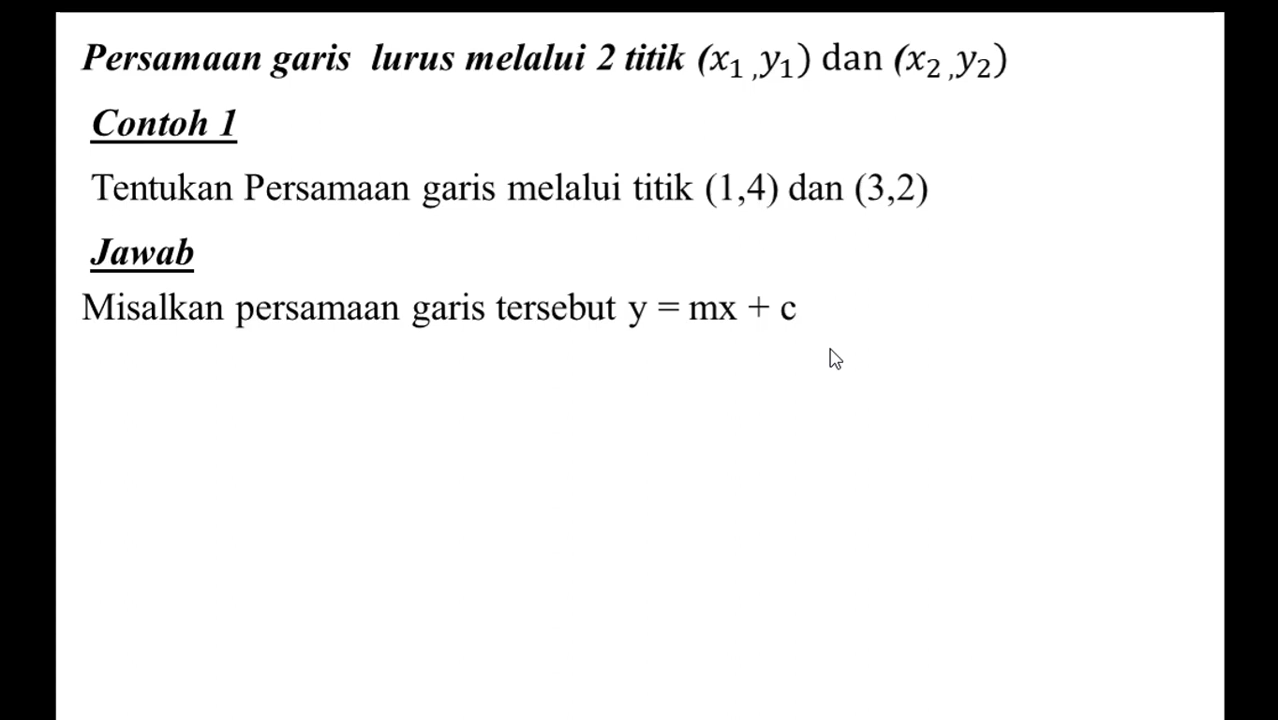 Persamaan garis lurus melalui 2 titik (x₁ ,y₁) dan (x₂ ,y₂)
Contoh 1
Tentukan Persamaan garis melalui titik (1,4) dan (3,2)
Jawab
Misalkan persamaan garis tersebut y = mx + c